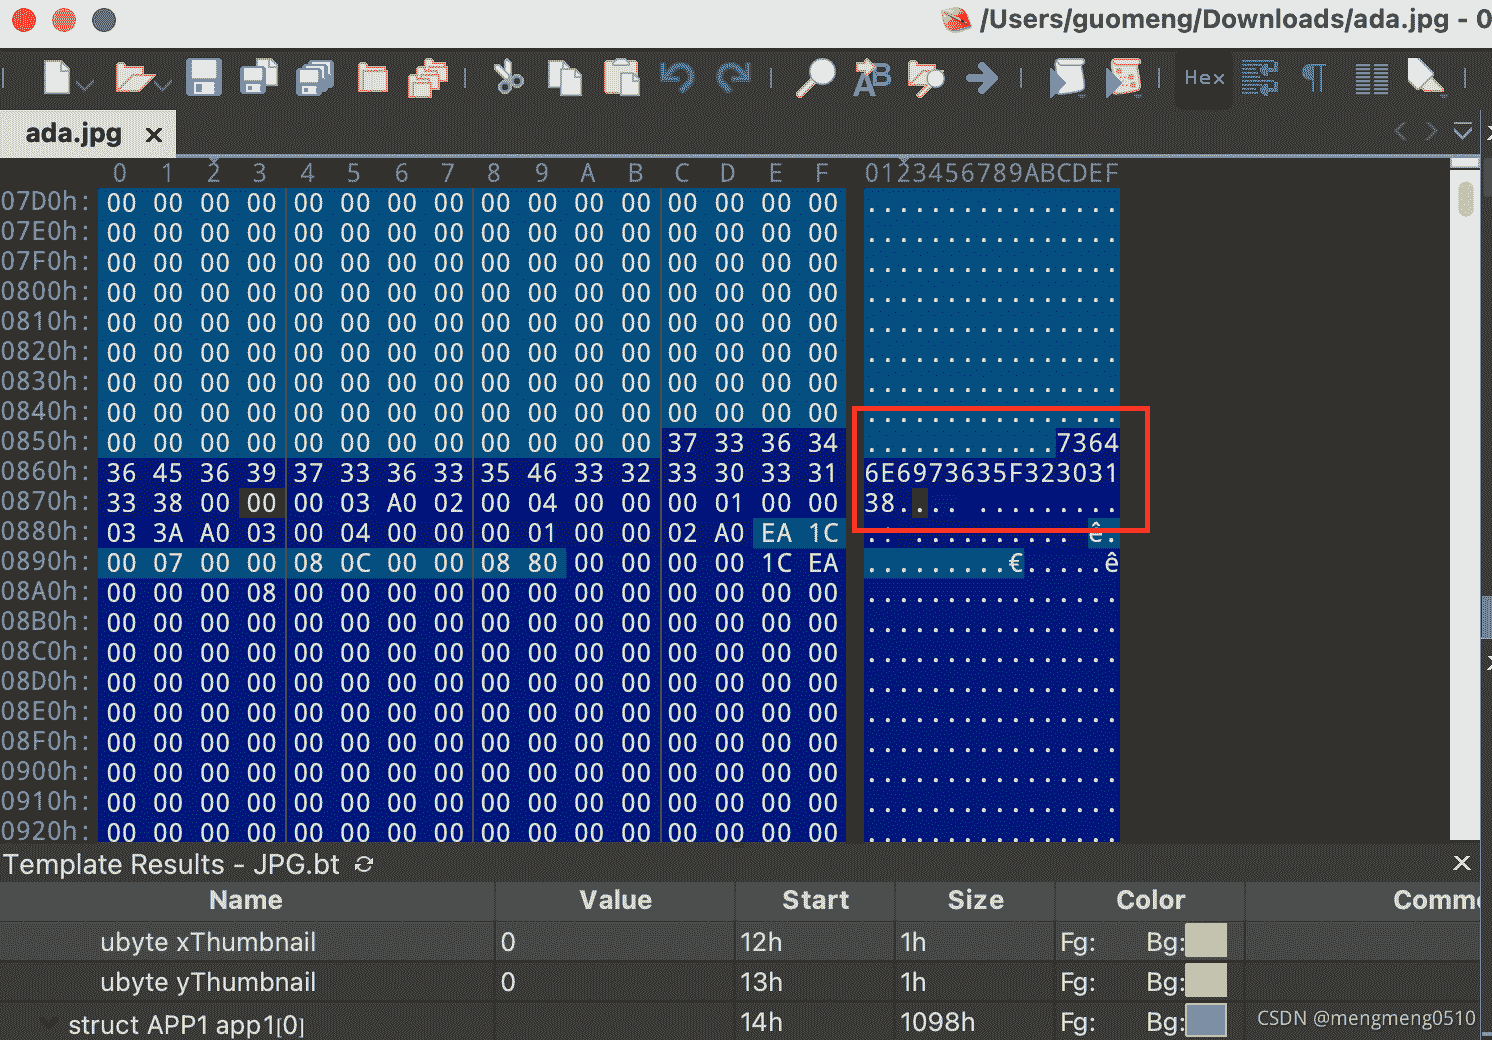 /Users/guomeng/Downloads/ada.jpg - 0
Hex
ada.jpg ×
0 1 2 3 4 5 6 7 8 9 A B C D E F 0123456789ABCDEF
07D0h: 00 00 00 00 00 00 00 00 00 00 00 00 00 00 00 00 ................
07E0h: 00 00 00 00 00 00 00 00 00 00 00 00 00 00 00 00 ................
07F0h: 00 00 00 00 00 00 00 00 00 00 00 00 00 00 00 00 ................
0800h: 00 00 00 00 00 00 00 00 00 00 00 00 00 00 00 00 ................
0810h: 00 00 00 00 00 00 00 00 00 00 00 00 00 00 00 00 ................
0820h: 00 00 00 00 00 00 00 00 00 00 00 00 00 00 00 00 ................
0830h: 00 00 00 00 00 00 00 00 00 00 00 00 00 00 00 00 ................
0840h: 00 00 00 00 00 00 00 00 00 00 00 00 00 00 00 00 ................
0850h: 00 00 00 00 00 00 00 00 00 00 00 00 37 33 36 34 ............7364
0860h: 36 45 36 39 37 33 36 33 35 46 33 32 33 30 33 31 6E6973635F323031
0870h: 33 38 00 00 00 03 A0 02 00 04 00 00 00 01 00 00 38.... .........
0880h: 03 3A A0 03 00 04 00 00 00 01 00 00 02 A0 EA 1C .: .......... ê.
0890h: 00 07 00 00 08 0C 00 00 08 80 00 00 00 00 1C EA .........€.....ê
08A0h: 00 00 00 08 00 00 00 00 00 00 00 00 00 00 00 00 ................
08B0h: 00 00 00 00 00 00 00 00 00 00 00 00 00 00 00 00 ................
08C0h: 00 00 00 00 00 00 00 00 00 00 00 00 00 00 00 00 ................
08D0h: 00 00 00 00 00 00 00 00 00 00 00 00 00 00 00 00 ................
08E0h: 00 00 00 00 00 00 00 00 00 00 00 00 00 00 00 00 ................
08F0h: 00 00 00 00 00 00 00 00 00 00 00 00 00 00 00 00 ................
0900h: 00 00 00 00 00 00 00 00 00 00 00 00 00 00 00 00 ................
0910h: 00 00 00 00 00 00 00 00 00 00 00 00 00 00 00 00 ................
0920h: 00 00 00 00 00 00 00 00 00 00 00 00 00 00 00 00 ................
Template Results - JPG.bt
Name Value Start Size Color Comme
ubyte xThumbnail 0 12h 1h Fg: Bg:
ubyte yThumbnail 0 13h 1h Fg: Bg:
struct APP1 app1[0] 14h 1098h Fg: Bg:
CSDN @mengmeng0510